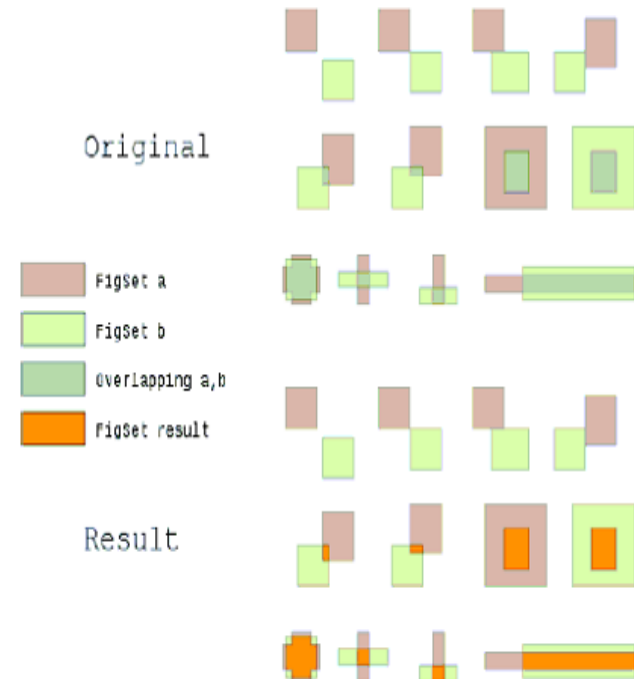 Original
FigSet a
FigSet b
Overlapping a,b
FigSet result
Result